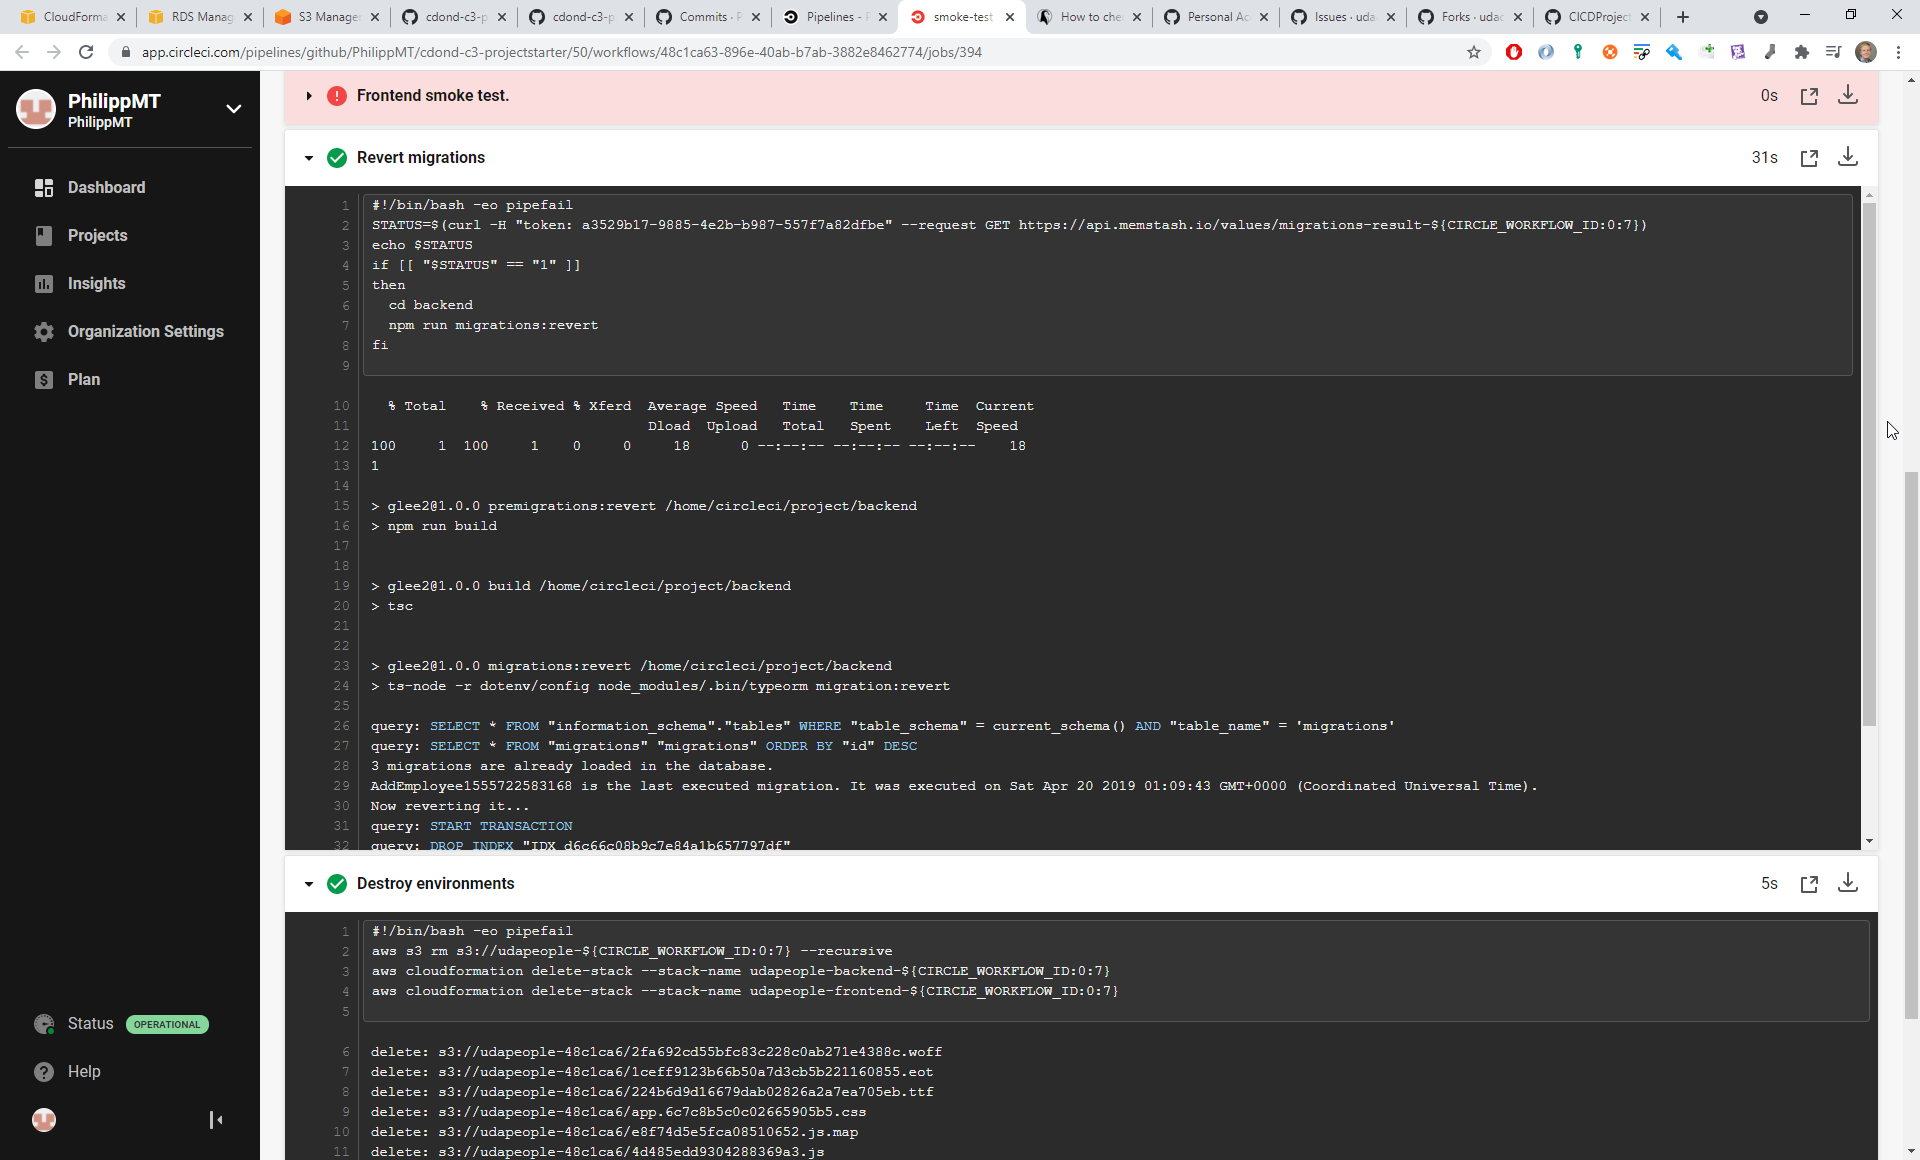 CloudForma
RDS Manag
S3 Manage
cdond-c3-p
cdond-c3-p
Commits · P
Pipelines - P
smoke-test
How to che
Personal Ac
Issues · uda
Forks · udac
CICDProject
app.circleci.com/pipelines/github/PhilippMT/cdond-c3-projectstarter/50/workflows/48c1ca63-896e-40ab-b7ab-3882e8462774/jobs/394
PhilippMT
PhilippMT
Dashboard
Projects
Insights
Organization Settings
Plan
Status OPERATIONAL
Help
Frontend smoke test.
0s
Revert migrations
31s
1 #!/bin/bash -eo pipefail
2 STATUS=$(curl -H "token: a3529b17-9885-4e2b-b987-557f7a82dfbe" --request GET https://api.memstash.io/values/migrations-result-${CIRCLE_WORKFLOW_ID:0:7})
3 echo $STATUS
4 if [[ "$STATUS" == "1" ]]
5 then
6 cd backend
7 npm run migrations:revert
8 fi
9
10 % Total % Received % Xferd Average Speed Time Time Time Current
11 Dload Upload Total Spent Left Speed
12 100 1 100 1 0 0 18 0 --:--:-- --:--:-- --:--:-- 18
13 1
14
15 > glee2@1.0.0 premigrations:revert /home/circleci/project/backend
16 > npm run build
17
18
19 > glee2@1.0.0 build /home/circleci/project/backend
20 > tsc
21
22
23 > glee2@1.0.0 migrations:revert /home/circleci/project/backend
24 > ts-node -r dotenv/config node_modules/.bin/typeorm migration:revert
25
26 query: SELECT * FROM "information_schema"."tables" WHERE "table_schema" = current_schema() AND "table_name" = 'migrations'
27 query: SELECT * FROM "migrations" "migrations" ORDER BY "id" DESC
28 3 migrations are already loaded in the database.
29 AddEmployee1555722583168 is the last executed migration. It was executed on Sat Apr 20 2019 01:09:43 GMT+0000 (Coordinated Universal Time).
30 Now reverting it...
31 query: START TRANSACTION
32 query: DROP INDEX "IDX_d6c66c08b9c7e84a1b657797df"
Destroy environments
5s
1 #!/bin/bash -eo pipefail
2 aws s3 rm s3://udapeople-${CIRCLE_WORKFLOW_ID:0:7} --recursive
3 aws cloudformation delete-stack --stack-name udapeople-backend-${CIRCLE_WORKFLOW_ID:0:7}
4 aws cloudformation delete-stack --stack-name udapeople-frontend-${CIRCLE_WORKFLOW_ID:0:7}
5
6 delete: s3://udapeople-48c1ca6/2fa692cd55bfc83c228c0ab271e4388c.woff
7 delete: s3://udapeople-48c1ca6/1ceff9123b66b50a7d3cb5b221160855.eot
8 delete: s3://udapeople-48c1ca6/224b6d9d16679dab02826a2a7ea705eb.ttf
9 delete: s3://udapeople-48c1ca6/app.6c7c8b5c0c02665905b5.css
10 delete: s3://udapeople-48c1ca6/e8f74d5e5fca08510652.js.map
11 delete: s3://udapeople-48c1ca6/4d485edd9304288369a3.js